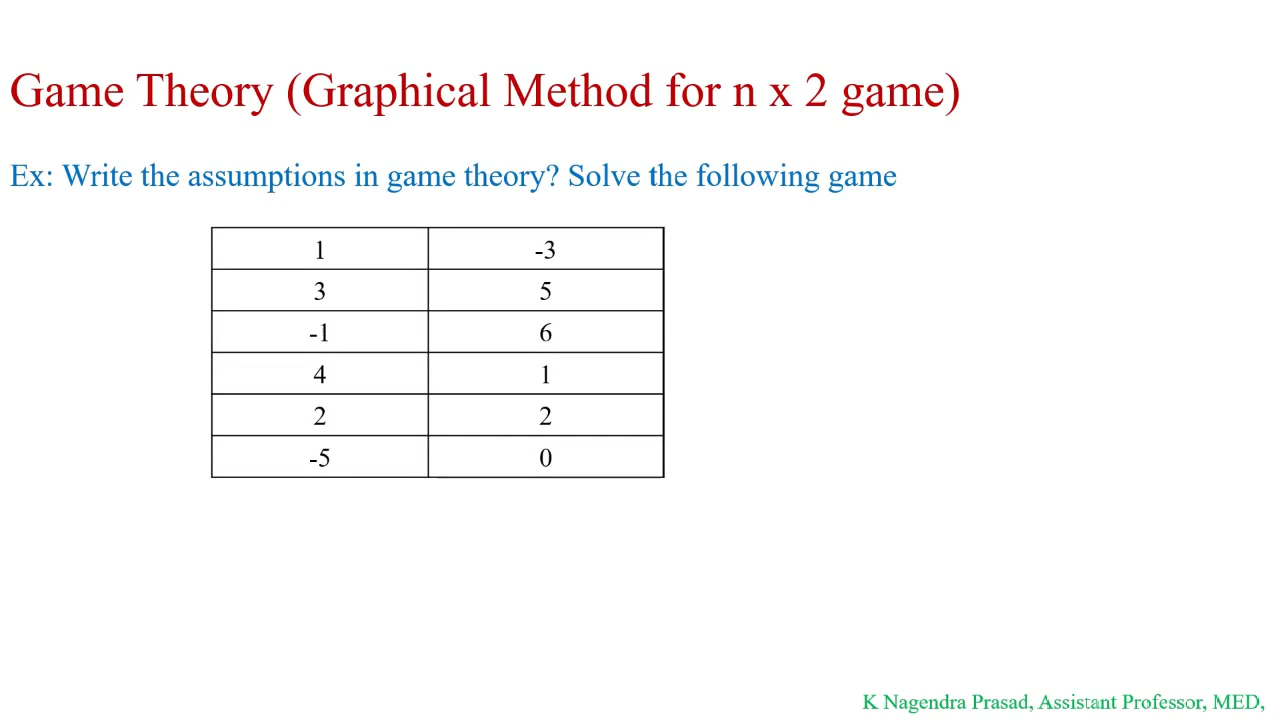 Game Theory (Graphical Method for n x 2 game)
Ex: Write the assumptions in game theory? Solve the following game
1 -3
3 5
-1 6
4 1
2 2
-5 0
K Nagendra Prasad, Assistant Professor, MED,